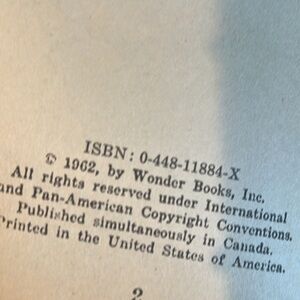 ISBN: 0-448-11884-X
© 1962, by Wonder Books, Inc.
All rights reserved under International
and Pan-American Copyright Conventions.
Published simultaneously in Canada.
Printed in the United States of America.
2